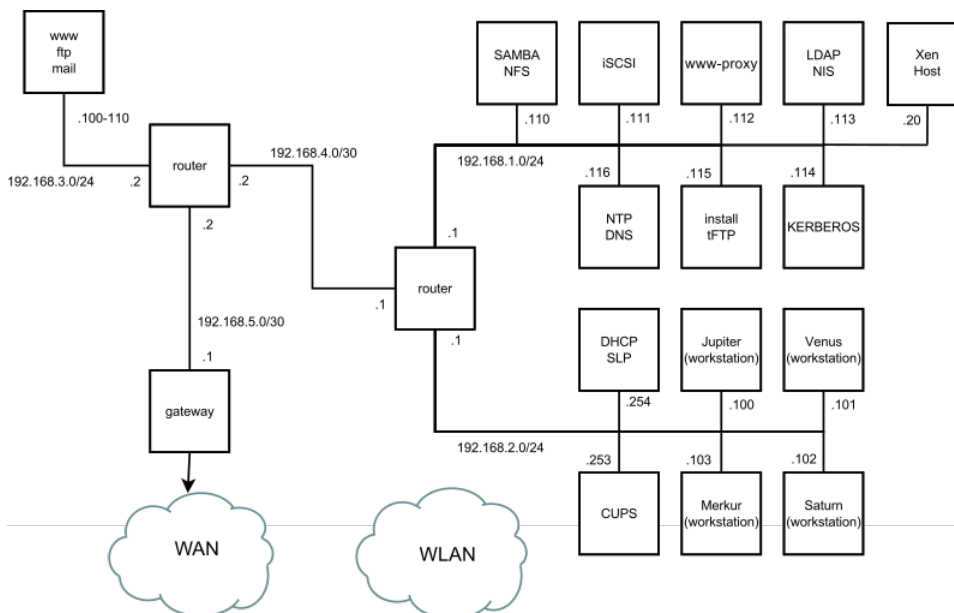 www
ftp
mail
SAMBA
NFS
iSCSI
www-proxy
LDAP
NIS
Xen
Host
.100-110
.110
.111
.112
.113
.20
192.168.4.0/30
192.168.1.0/24
router
192.168.3.0/24
.2
.2
.2
.116
.115
.114
NTP
DNS
install
tFTP
KERBEROS
.1
router
.1
.1
192.168.5.0/30
.1
DHCP
SLP
Jupiter
(workstation)
Venus
(workstation)
gateway
.254
.100
.101
192.168.2.0/24
.253
.103
.102
CUPS
Merkur
(workstation)
Saturn
(workstation)
WAN
WLAN